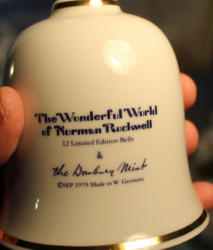 The Wonderful World
of Norman Rockwell
12 Limited Edition Bells
&
the Danbury Mint
©SEP 1979 Made in W. Germany